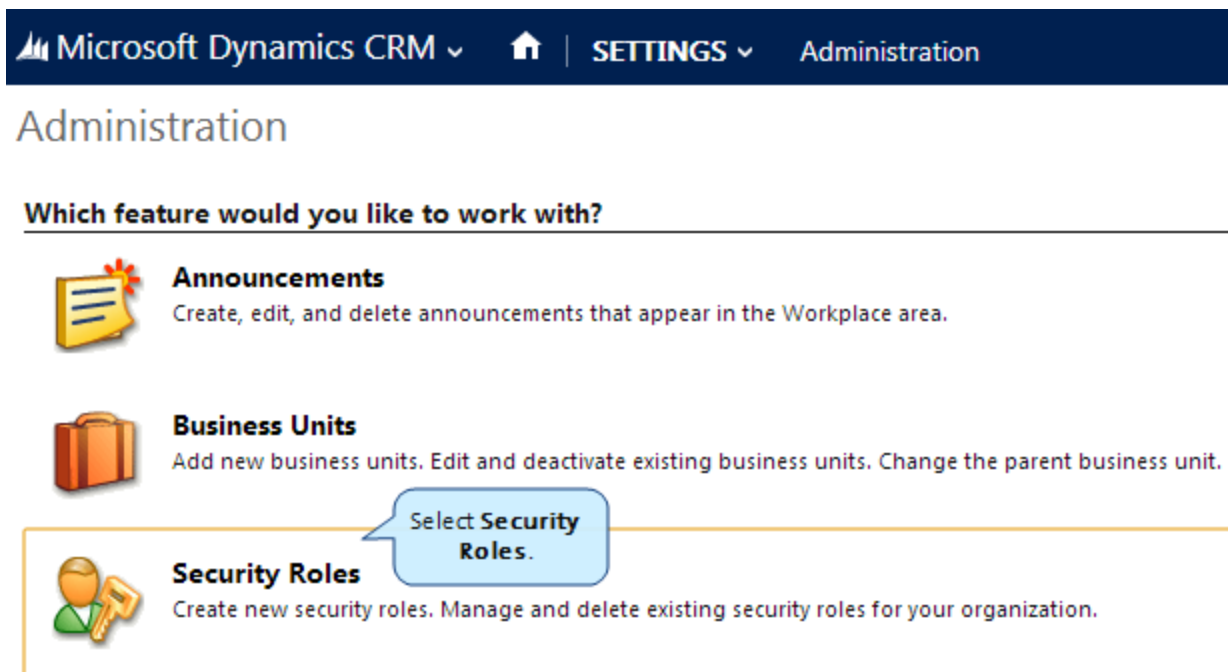 Microsoft Dynamics CRM SETTINGS Administration
Administration
Which feature would you like to work with?
Announcements
Create, edit, and delete announcements that appear in the Workplace area.
Business Units
Add new business units. Edit and deactivate existing business units. Change the parent business unit.
Select Security
Roles.
Security Roles
Create new security roles. Manage and delete existing security roles for your organization.